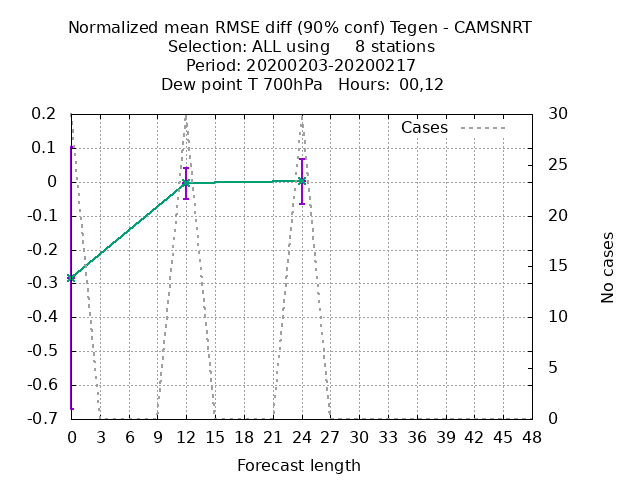 Normalized mean RMSE diff (90% conf) Tegen - CAMSNRT
Selection: ALL using     8 stations
Period: 20200203-20200217
Dew point T 700hPa   Hours: 00,12
Cases
0.2
0.1
0
-0.1
-0.2
-0.3
-0.4
-0.5
-0.6
-0.7
30
25
20
15
10
5
0
No cases
0 3 6 9 12 15 18 21 24 27 30 33 36 39 42 45 48
Forecast length